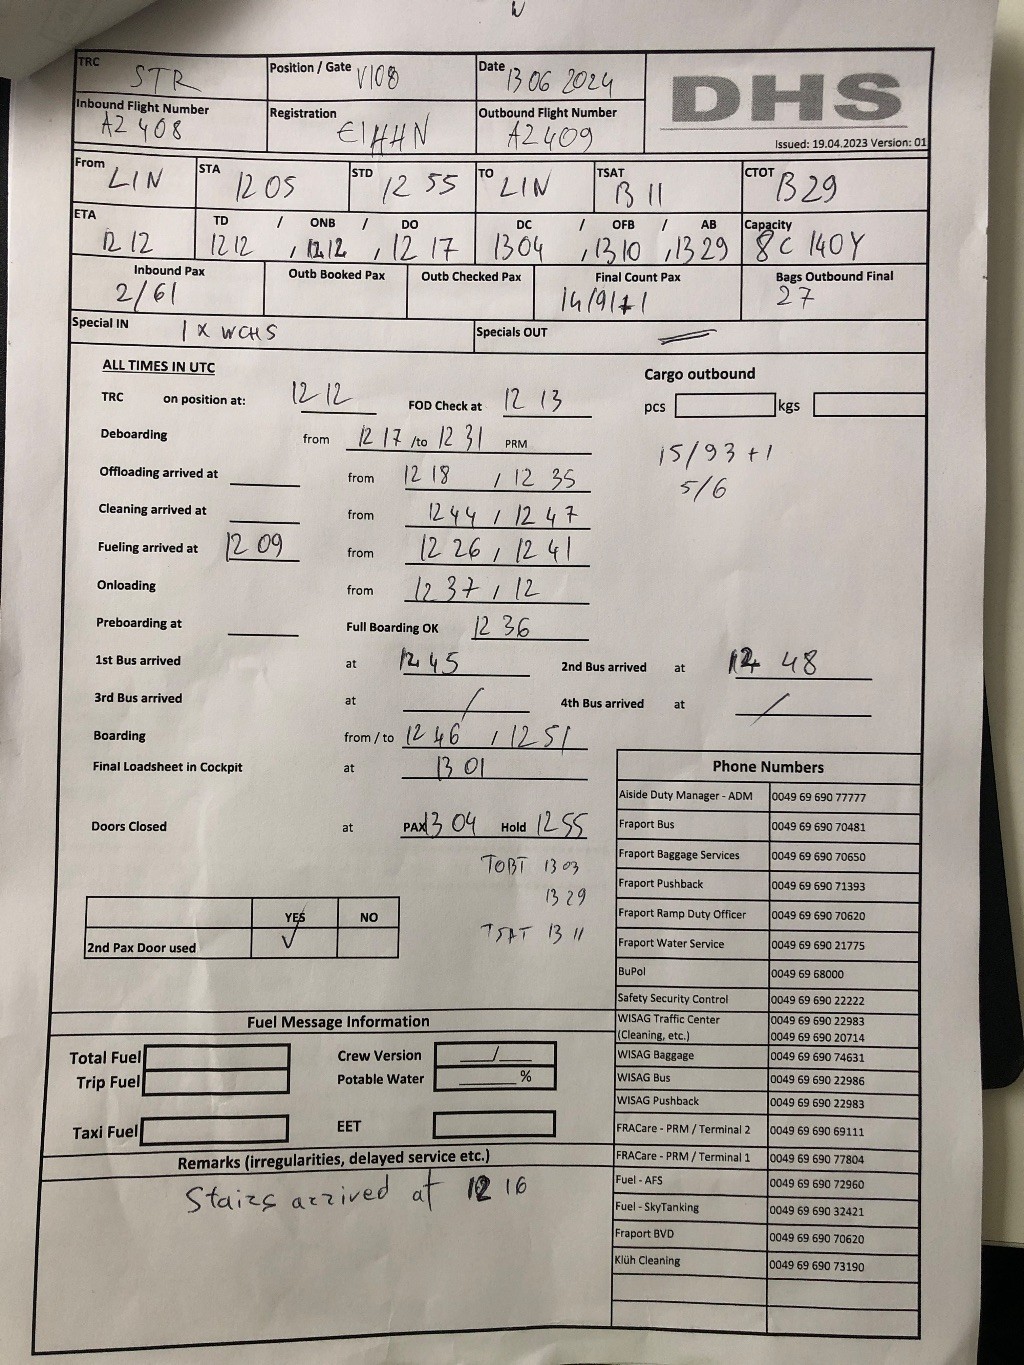 TRC STR Position / Gate V108 Date 13 06 2024 DHS
Inbound Flight Number AZ 408 Registration EIHHN Outbound Flight Number AZ409
Issued: 19.04.2023 Version: 01
From LIN STA 12 05 STD 12 55 TO LIN TSAT 13 11 CTOT 13 29
ETA 12 12 TD / ONB / DO 12 12 , 12 12 , 12 17 DC / OFB / AB 13 04 , 13 10 , 13 29 Capacity 8C 140Y
Inbound Pax 2/61 Outb Booked Pax Outb Checked Pax Final Count Pax 14/91+1 Bags Outbound Final 27
Special IN 1 x WCHS Specials OUT
ALL TIMES IN UTC Cargo outbound
TRC on position at: 12 12 FOD Check at 12 13 pcs kgs
Deboarding from 12 17 /to 12 31 PRM 15/93 +1
Offloading arrived at from 12 18 / 12 35 5/6
Cleaning arrived at from 12 44 / 12 47
Fueling arrived at 12 09 from 12 26 / 12 41
Onloading from 12 37 / 12
Preboarding at Full Boarding OK 12 36
1st Bus arrived at 12 45 2nd Bus arrived at 12 48
3rd Bus arrived at / 4th Bus arrived at /
Boarding from / to 12 46 / 12 51
Final Loadsheet in Cockpit at 13 01
Doors Closed at PAX 13 04 Hold 12 55
TOBT 13 03
13 29
TSAT 13 11
YES NO
2nd Pax Door used ✓
Phone Numbers
Aiside Duty Manager - ADM 0049 69 690 77777
Fraport Bus 0049 69 690 70481
Fraport Baggage Services 0049 69 690 70650
Fraport Pushback 0049 69 690 71393
Fraport Ramp Duty Officer 0049 69 690 70620
Fraport Water Service 0049 69 690 21775
BuPol 0049 69 68000
Safety Security Control 0049 69 690 22222
WISAG Traffic Center 0049 69 690 22983
(Cleaning, etc.) 0049 69 690 20714
WISAG Baggage 0049 69 690 74631
WISAG Bus 0049 69 690 22986
WISAG Pushback 0049 69 690 22983
FRACare - PRM / Terminal 2 0049 69 690 69111
FRACare - PRM / Terminal 1 0049 69 690 77804
Fuel - AFS 0049 69 690 72960
Fuel - SkyTanking 0049 69 690 32421
Fraport BVD 0049 69 690 70620
Klüh Cleaning 0049 69 690 73190
Fuel Message Information
Total Fuel Crew Version /
Trip Fuel Potable Water %
Taxi Fuel EET
Remarks (irregularities, delayed service etc.)
Stairs arrived at 12 16